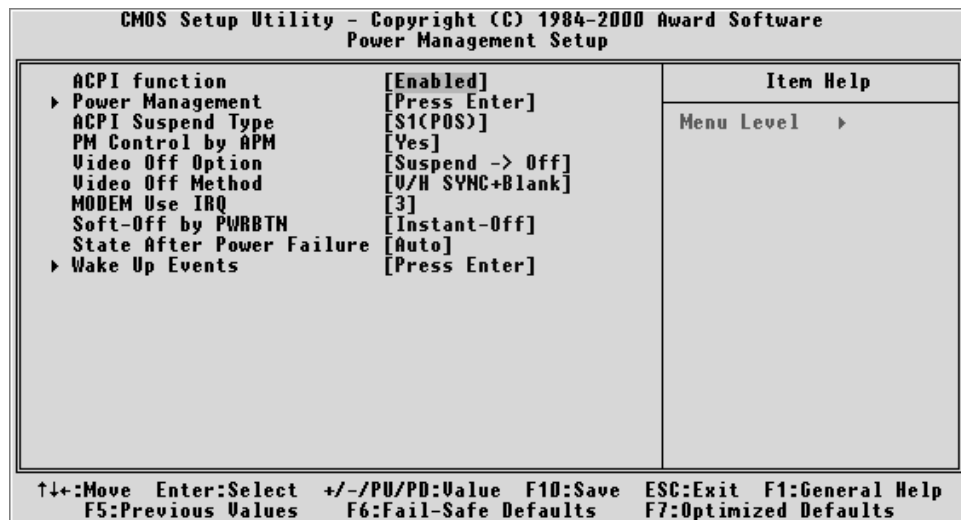 CMOS Setup Utility - Copyright (C) 1984-2000 Award Software
Power Management Setup
ACPI function [Enabled]
▸ Power Management [Press Enter]
ACPI Suspend Type [S1(POS)]
PM Control by APM [Yes]
Video Off Option [Suspend -> Off]
Video Off Method [V/H SYNC+Blank]
MODEM Use IRQ [3]
Soft-Off by PWRBTN [Instant-Off]
State After Power Failure [Auto]
▸ Wake Up Events [Press Enter]
Item Help
Menu Level ▸
↑↓←:Move Enter:Select +/-/PU/PD:Value F10:Save ESC:Exit F1:General Help
F5:Previous Values F6:Fail-Safe Defaults F7:Optimized Defaults